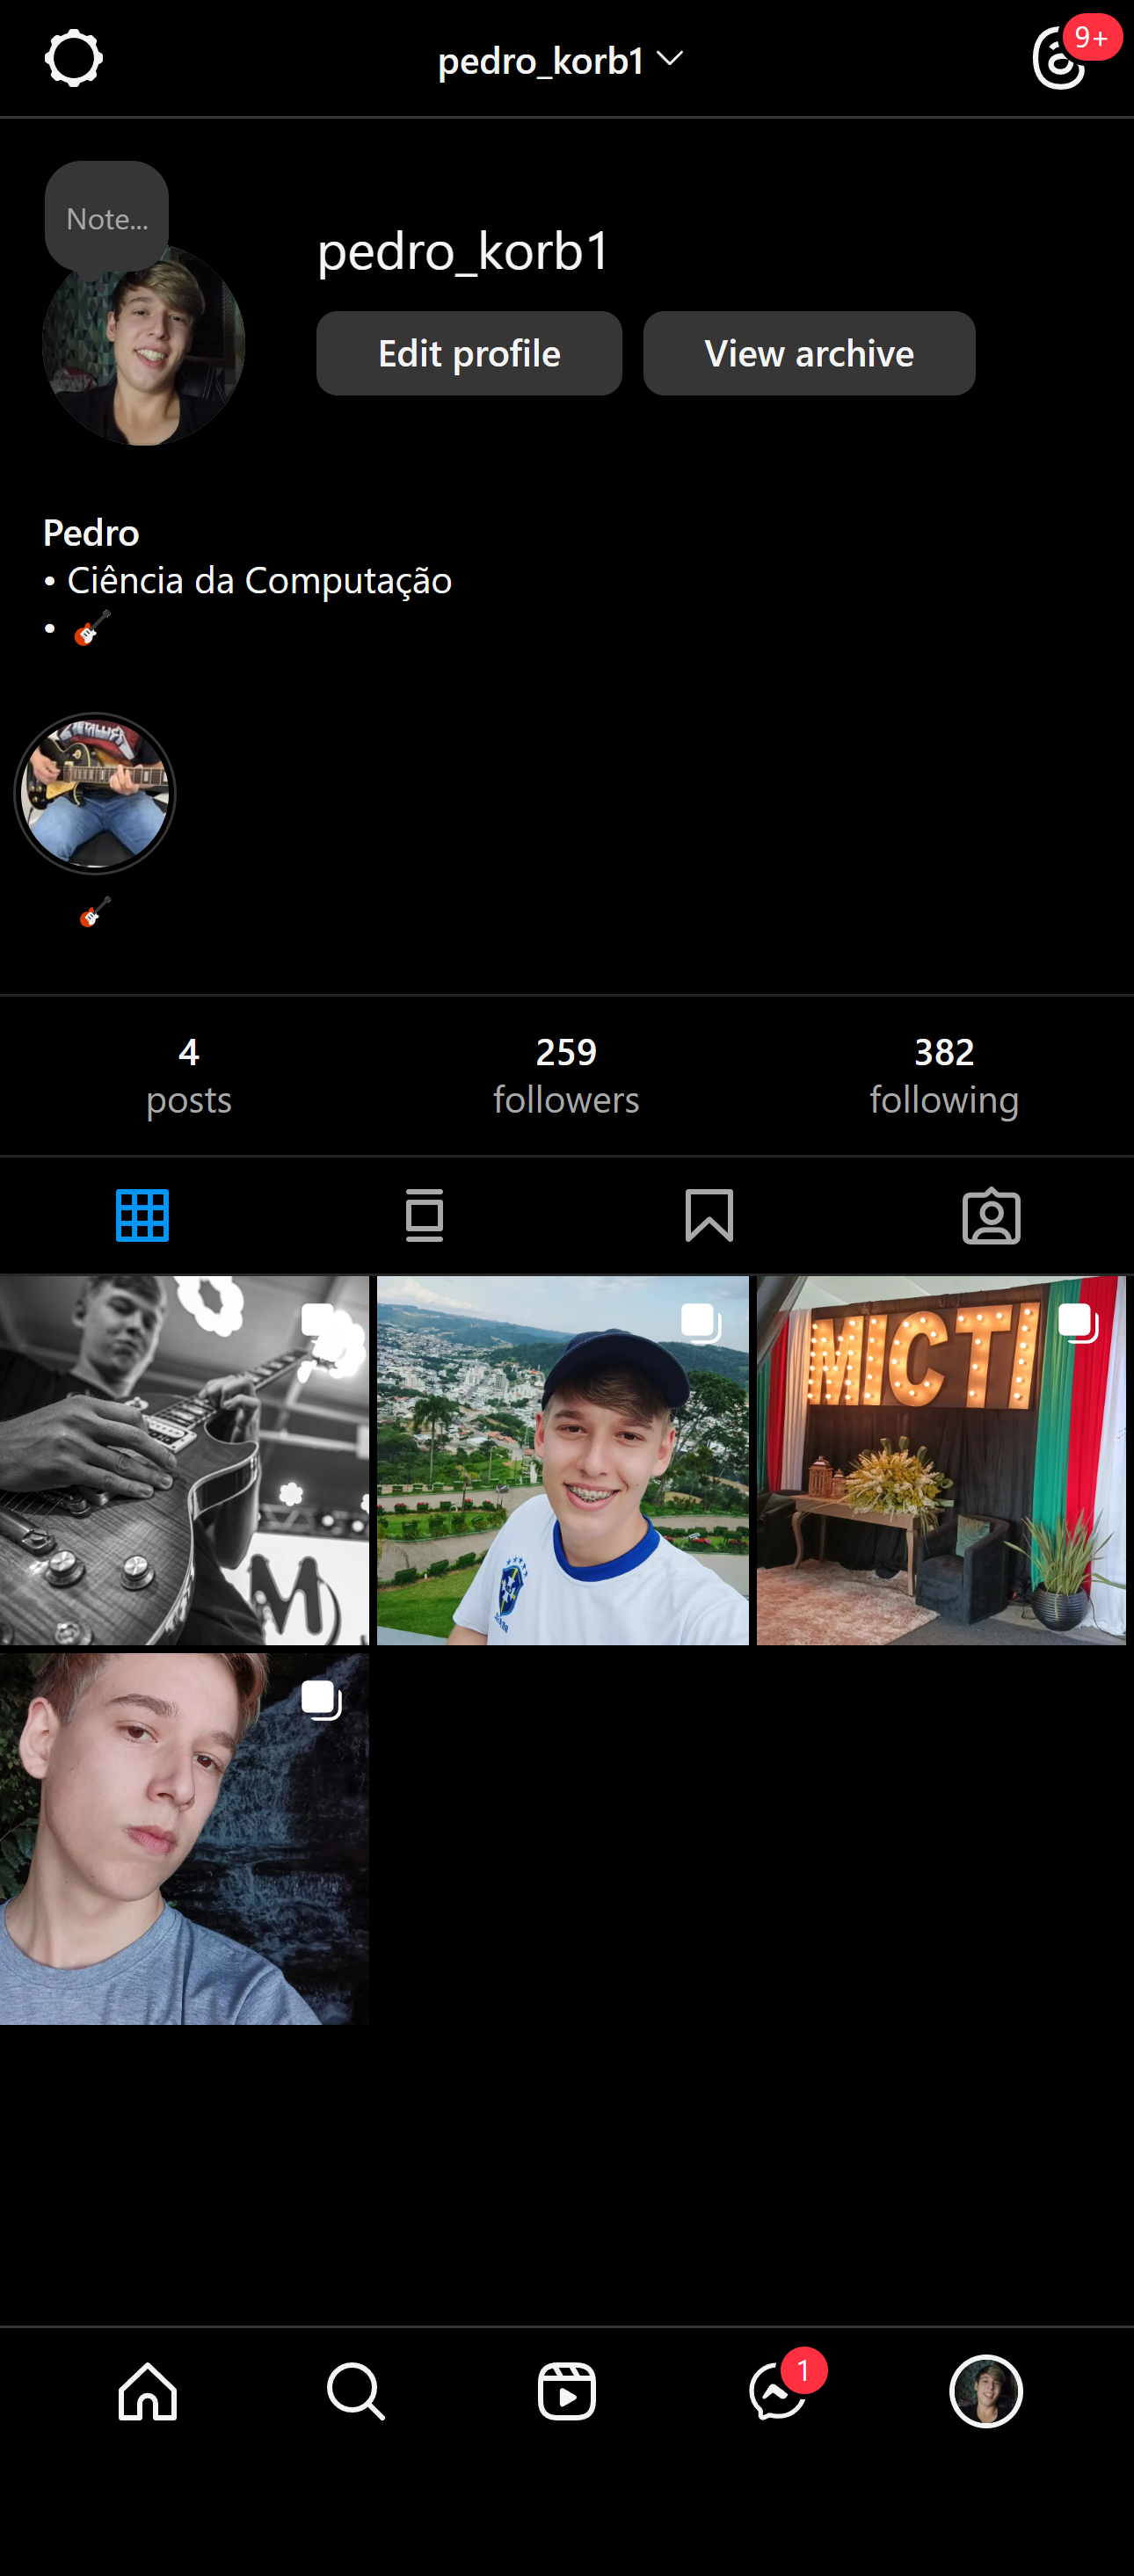 pedro_korb1
9+
Note...
pedro_korb1
Edit profile
View archive
Pedro
• Ciência da Computação
• 🎸
METALLICA
🎸
4
posts
259
followers
382
following
MICTI
M
1